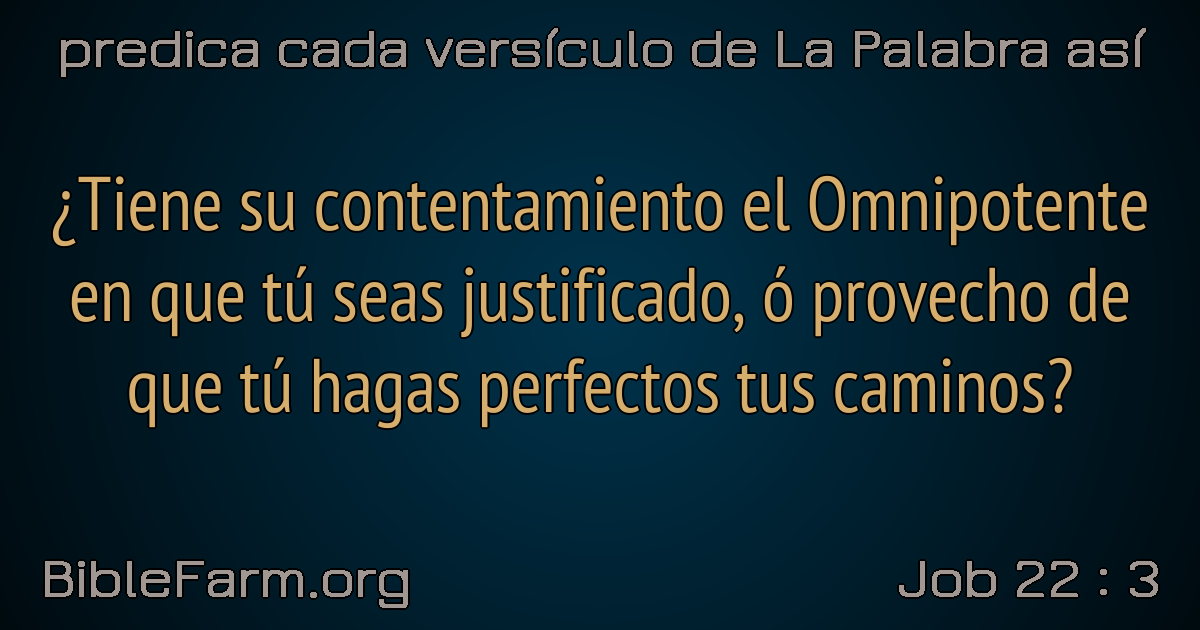 predica cada versículo de La Palabra así
¿Tiene su contentamiento el Omnipotente
en que tú seas justificado, ó provecho de
que tú hagas perfectos tus caminos?
BibleFarm.org
Job 22 : 3